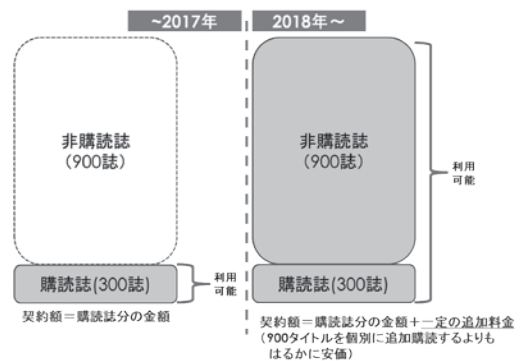 ~2017年
2018年～
非購読誌
(900誌)
購読誌(300誌)
利用
可能
契約額＝購読誌分の金額
非購読誌
(900誌)
購読誌(300誌)
利用
可能
契約額＝購読誌分の金額＋一定の追加料金
(900タイトルを個別に追加購読するよりも
はるかに安価)